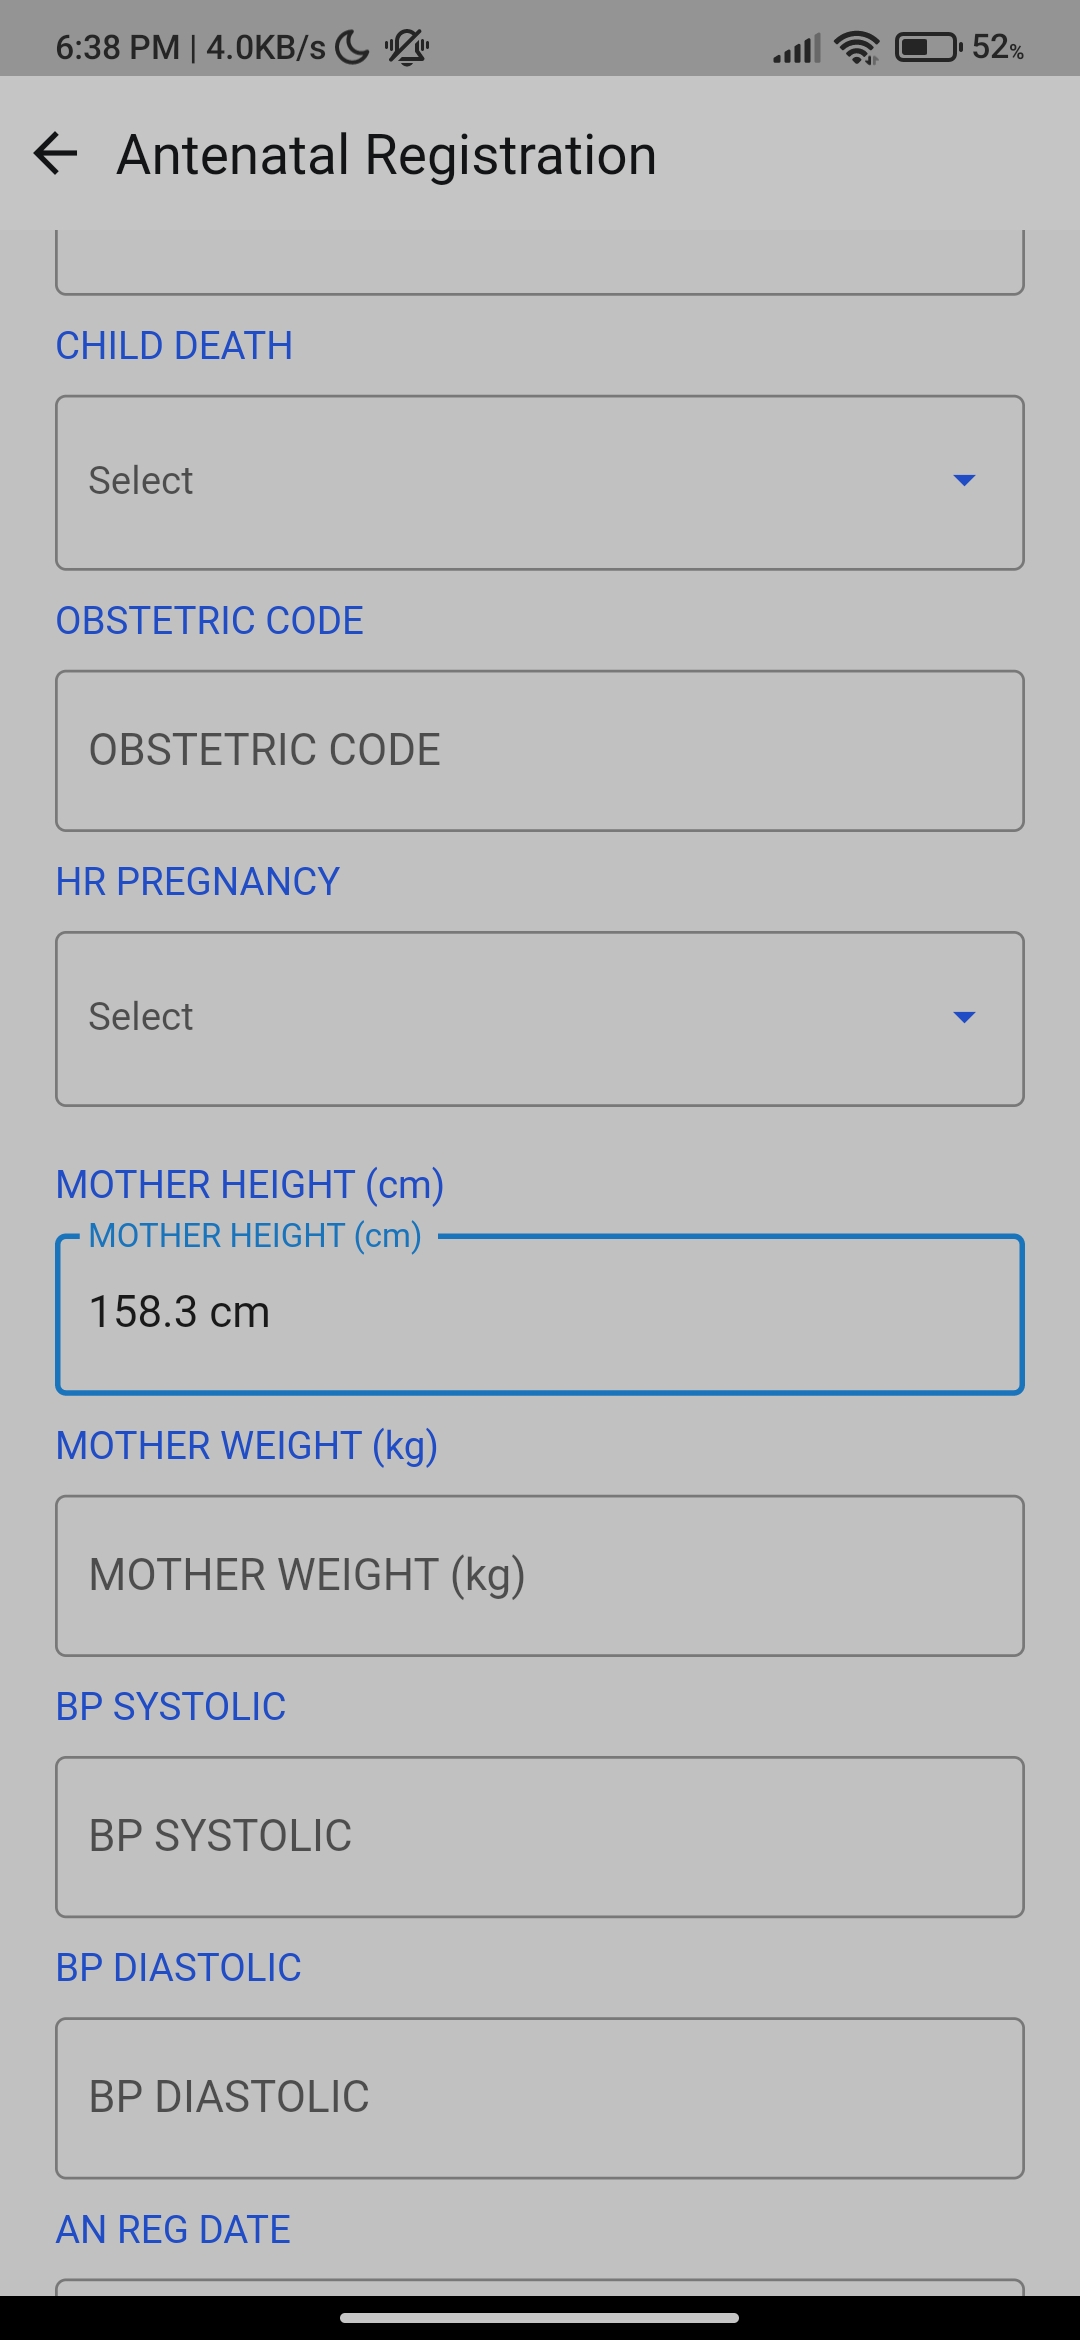 6:38 PM | 4.0KB/s 52%
Antenatal Registration
CHILD DEATH
Select
OBSTETRIC CODE
OBSTETRIC CODE
HR PREGNANCY
Select
MOTHER HEIGHT (cm)
MOTHER HEIGHT (cm)
158.3 cm
MOTHER WEIGHT (kg)
MOTHER WEIGHT (kg)
BP SYSTOLIC
BP SYSTOLIC
BP DIASTOLIC
BP DIASTOLIC
AN REG DATE